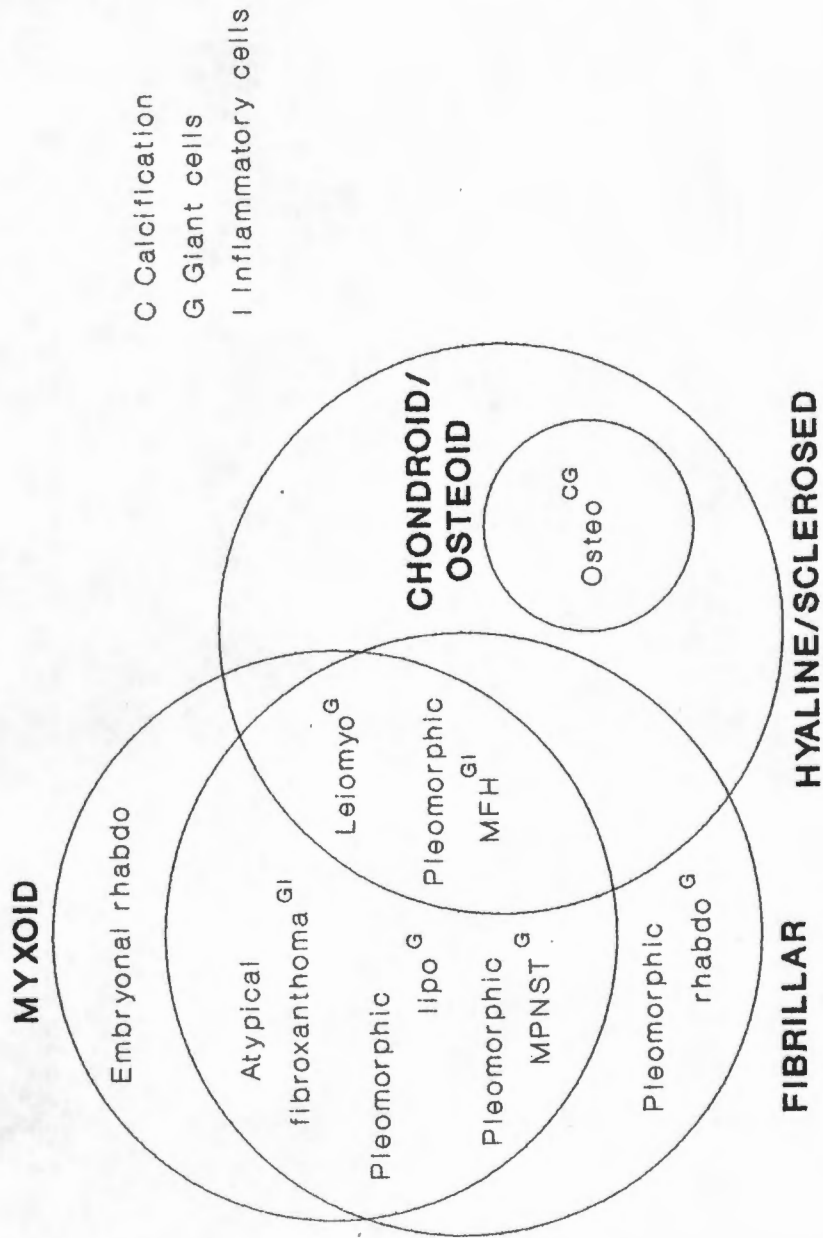 MYXOID
Embryonal rhabdo
Atypical
fibroxanthoma GI
Pleomorphic
lipo G
Pleomorphic
MPNST G
Leiomyo G
Pleomorphic
MFH GI
Pleomorphic
rhabdo G
FIBRILLAR
CHONDROID/
OSTEOID
Osteo CG
HYALINE/SCLEROSED
C Calcification
G Giant cells
I Inflammatory cells